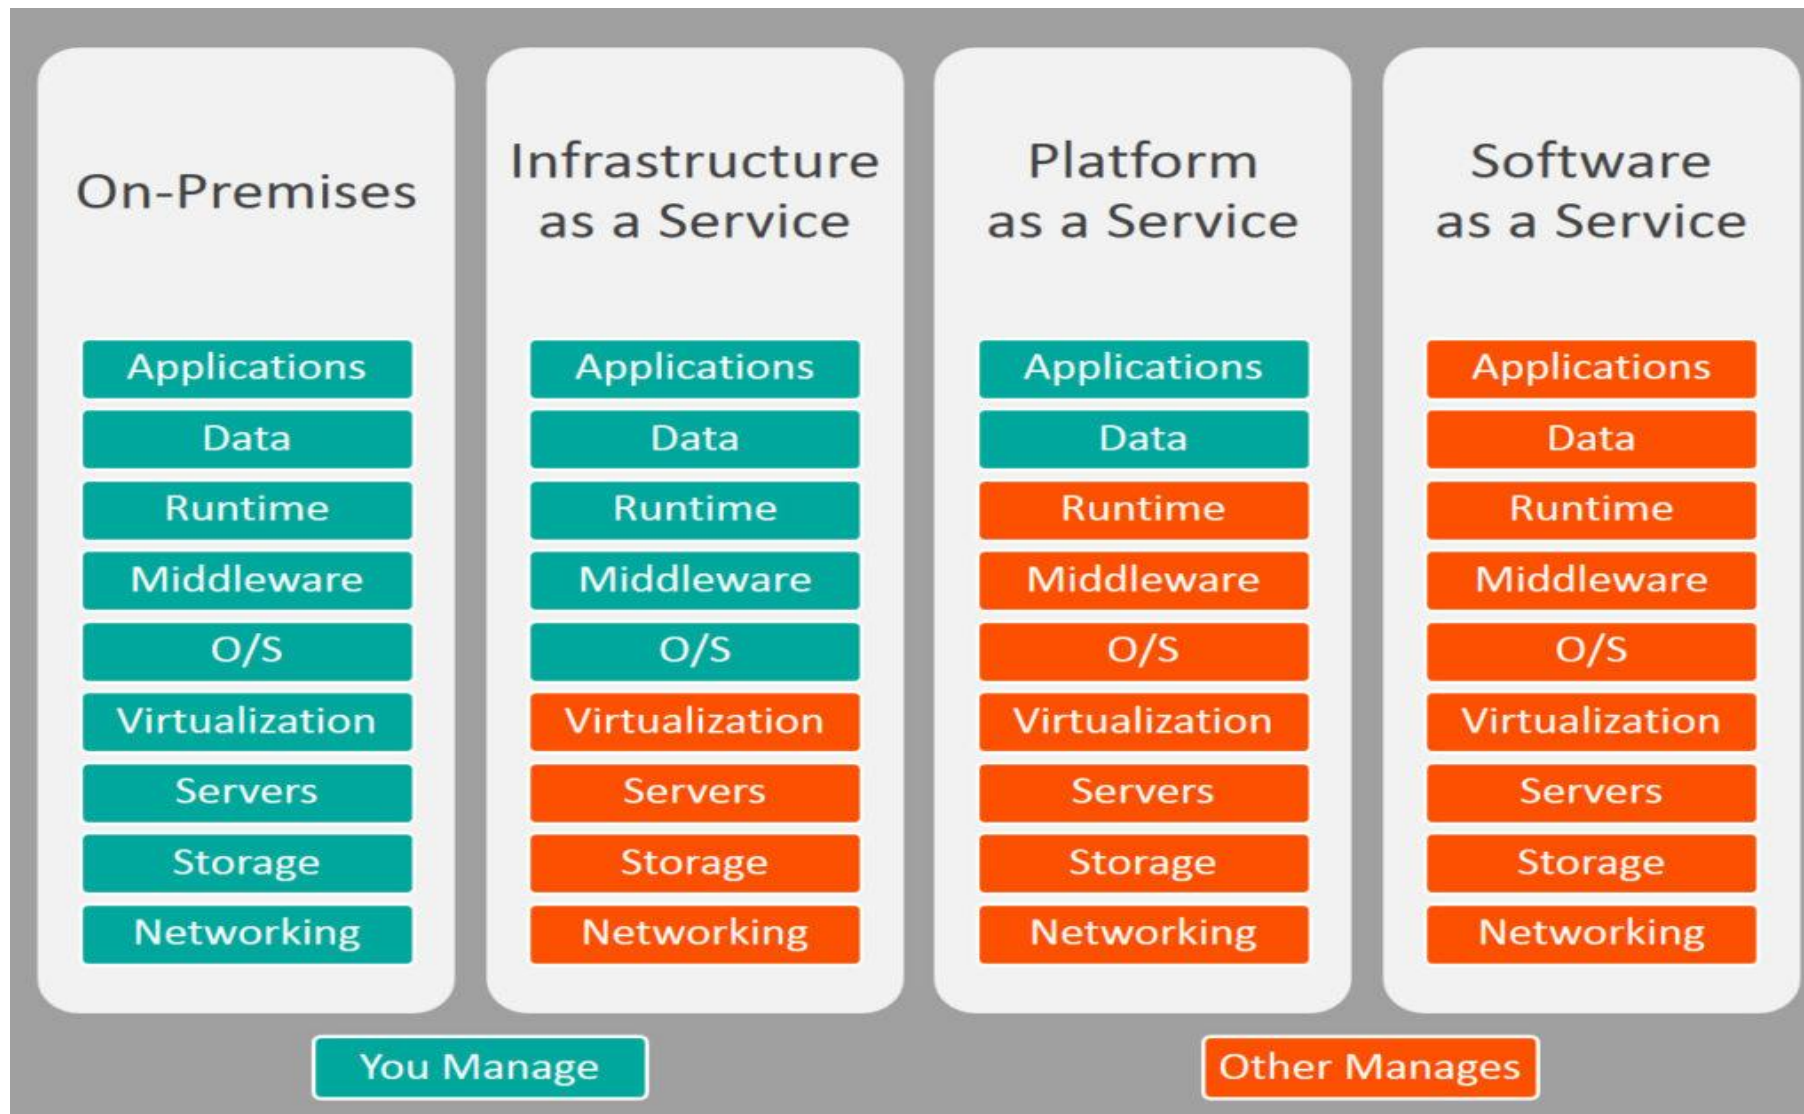 On-Premises
Applications
Data
Runtime
Middleware
O/S
Virtualization
Servers
Storage
Networking
Infrastructure
as a Service
Applications
Data
Runtime
Middleware
O/S
Virtualization
Servers
Storage
Networking
Platform
as a Service
Applications
Data
Runtime
Middleware
O/S
Virtualization
Servers
Storage
Networking
Software
as a Service
Applications
Data
Runtime
Middleware
O/S
Virtualization
Servers
Storage
Networking
You Manage
Other Manages